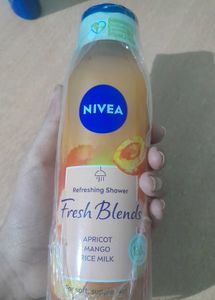 NIVEA
Refreshing Shower
Fresh Blends
APRICOT
MANGO
RICE MILK